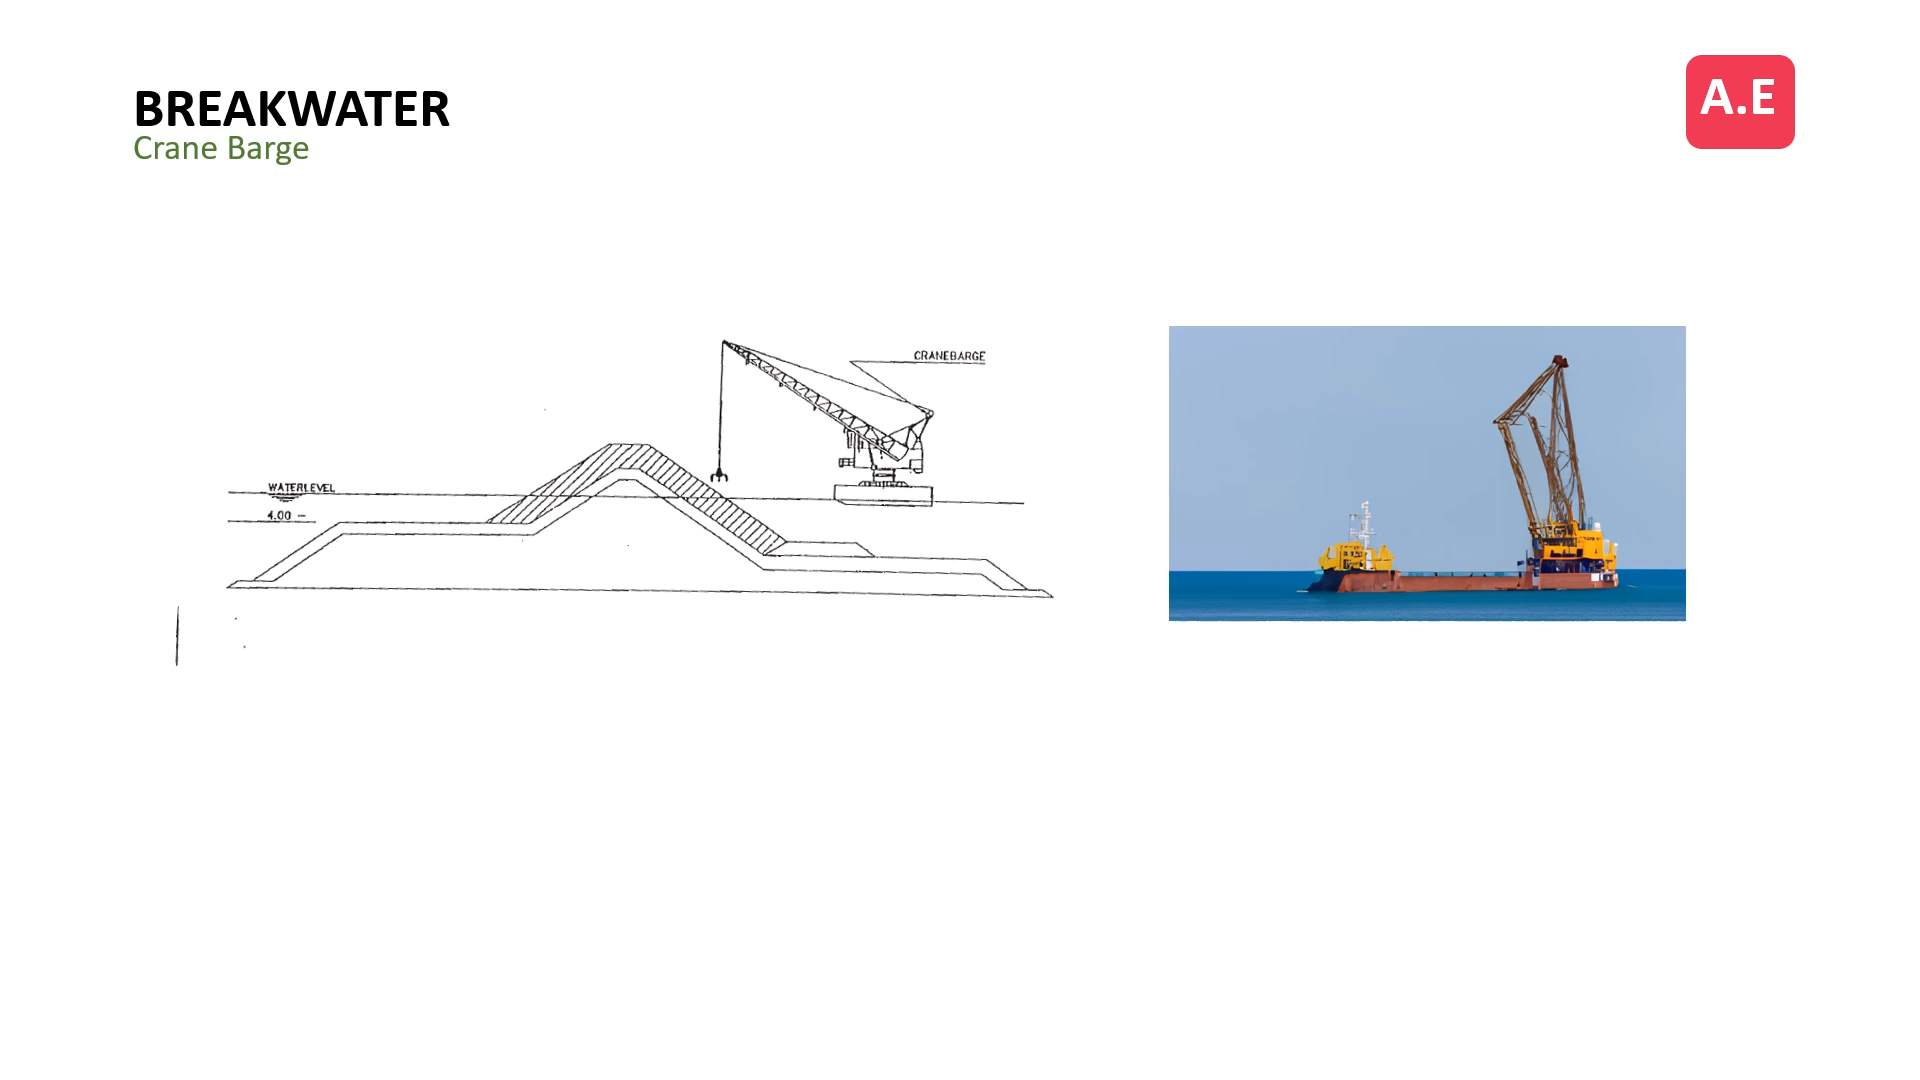 BREAKWATER
Crane Barge
A.E
CRANEBARGE
WATERLEVEL
4.00 –